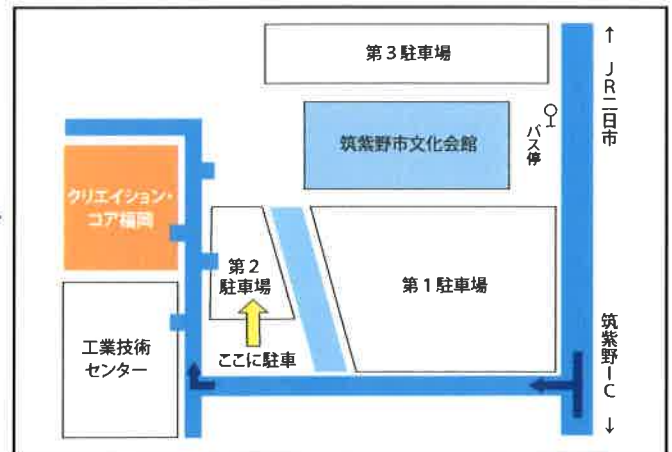 第3駐車場
↑ JR二日市
バス停
筑紫野市文化会館
クリエイション・
コア福岡
第2
駐車場
第1駐車場
ここに駐車
工業技術
センター
筑紫野IC ↓